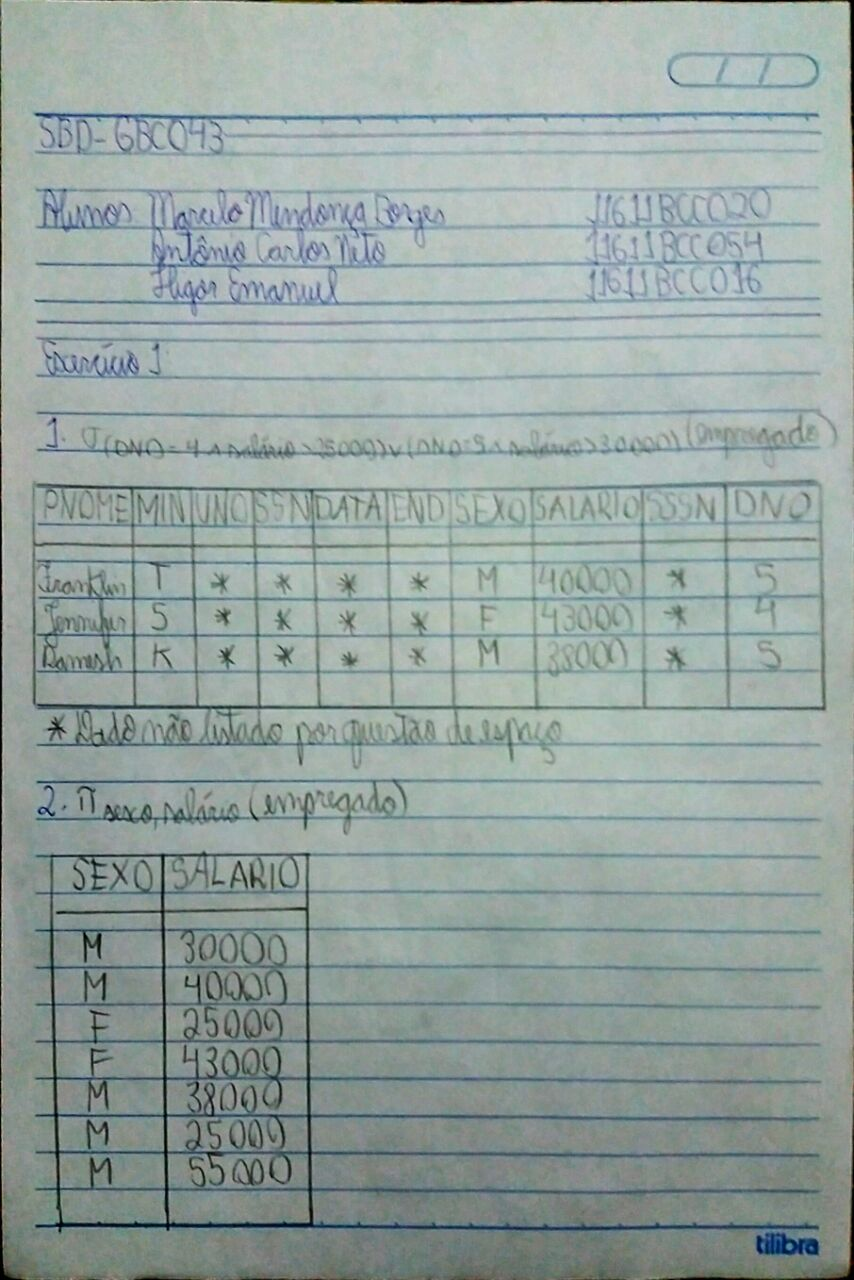 SBD - GBC043
Alunos: Marcelo Mendonça Borges 11611BCC020
Antônio Carlos Neto 11611BCC054
Higor Emanuel 11611BCC016
Exercício 1:
1. σ(DNO = 4 ∧ salário > 25000) ∨ (DNO = 5 ∧ salário > 30000) (empregado)
PNOME MIN UNO SSN DATA END SEXO SALARIO SSSN DNO
Franklin T * * * * M 40000 * 5
Jennifer S * * * * F 43000 * 4
Ramesh K * * * * M 38000 * 5
* Dado não listado por questão de espaço
2. π sexo, salário (empregado)
SEXO SALARIO
M 30000
M 40000
F 25000
F 43000
M 38000
M 25000
M 55000
tilibra